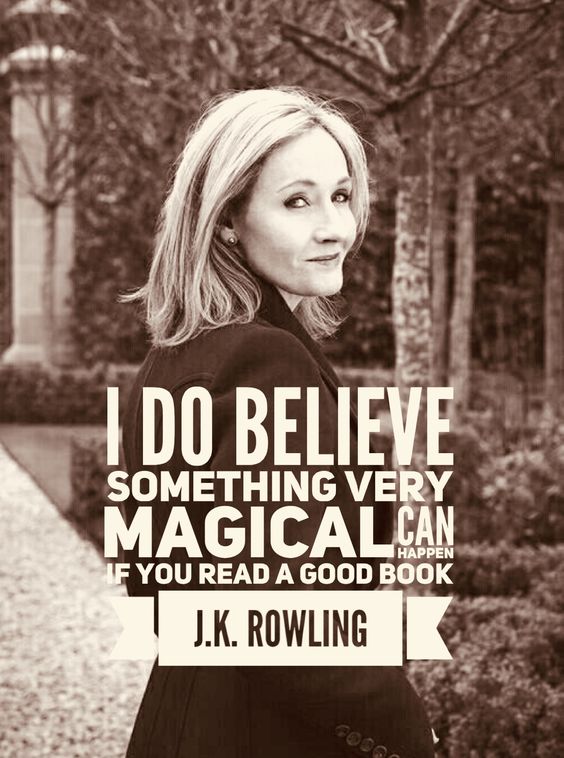 I DO BELIEVE
SOMETHING VERY
MAGICAL CAN HAPPEN
IF YOU READ A GOOD BOOK
J.K. ROWLING